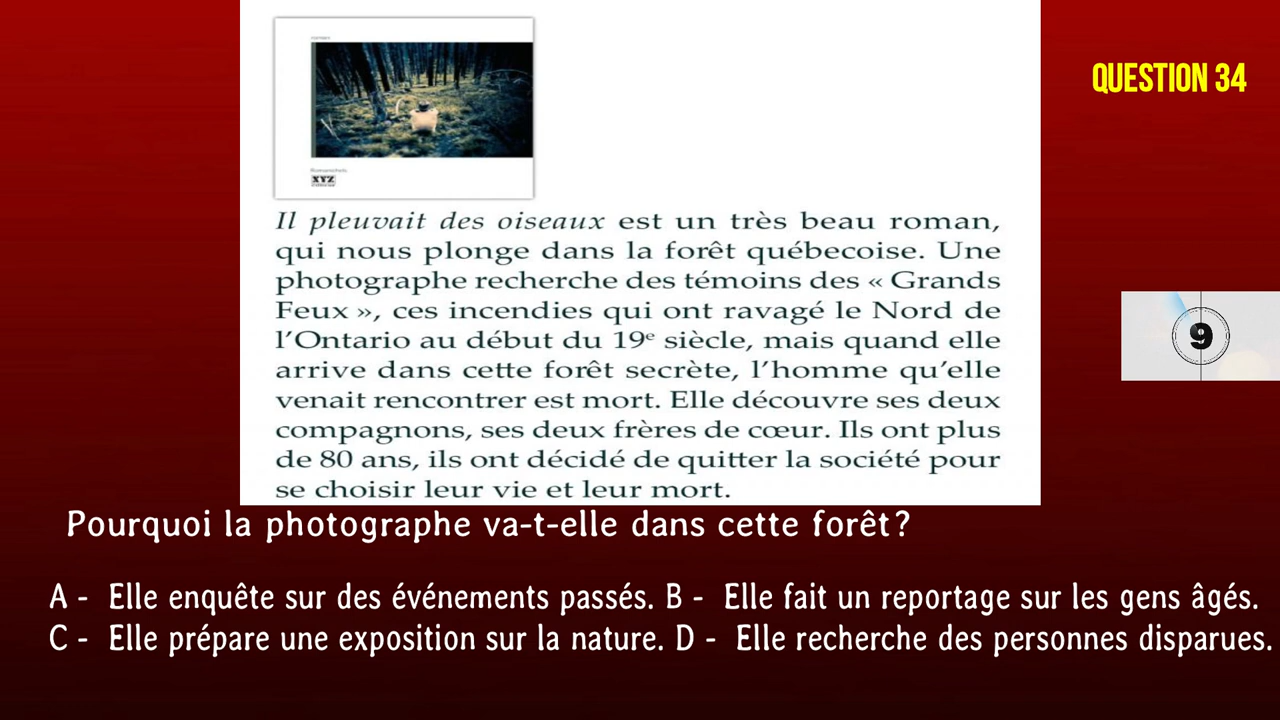 QUESTION 34
XYZ
Il pleuvait des oiseaux est un très beau roman,
qui nous plonge dans la forêt québecoise. Une
photographe recherche des témoins des « Grands
Feux », ces incendies qui ont ravagé le Nord de
l’Ontario au début du 19e siècle, mais quand elle
arrive dans cette forêt secrète, l’homme qu’elle
venait rencontrer est mort. Elle découvre ses deux
compagnons, ses deux frères de cœur. Ils ont plus
de 80 ans, ils ont décidé de quitter la société pour
se choisir leur vie et leur mort.
9
Pourquoi la photographe va-t-elle dans cette forêt?
A - Elle enquête sur des événements passés. B - Elle fait un reportage sur les gens âgés.
C - Elle prépare une exposition sur la nature. D - Elle recherche des personnes disparues.